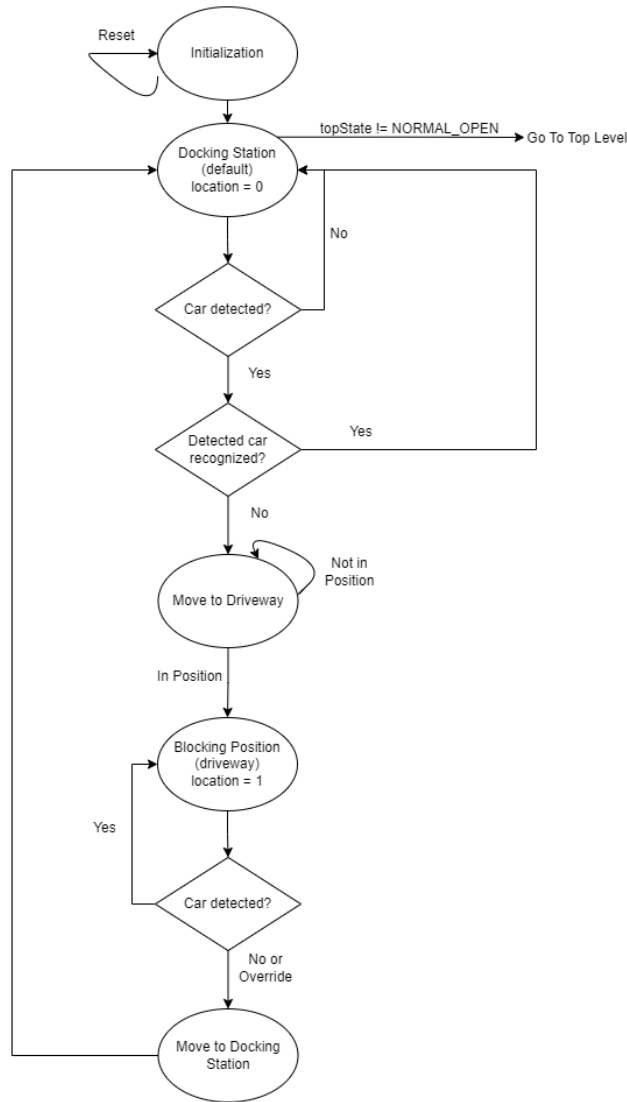 Reset
Initialization
topState != NORMAL_OPEN
Go To Top Level
Docking Station
(default)
location = 0
No
Car detected?
Yes
Detected car
recognized?
Yes
No
Not in
Position
Move to Driveway
In Position
Blocking Position
(driveway)
location = 1
Yes
Car detected?
No or
Override
Move to Docking
Station